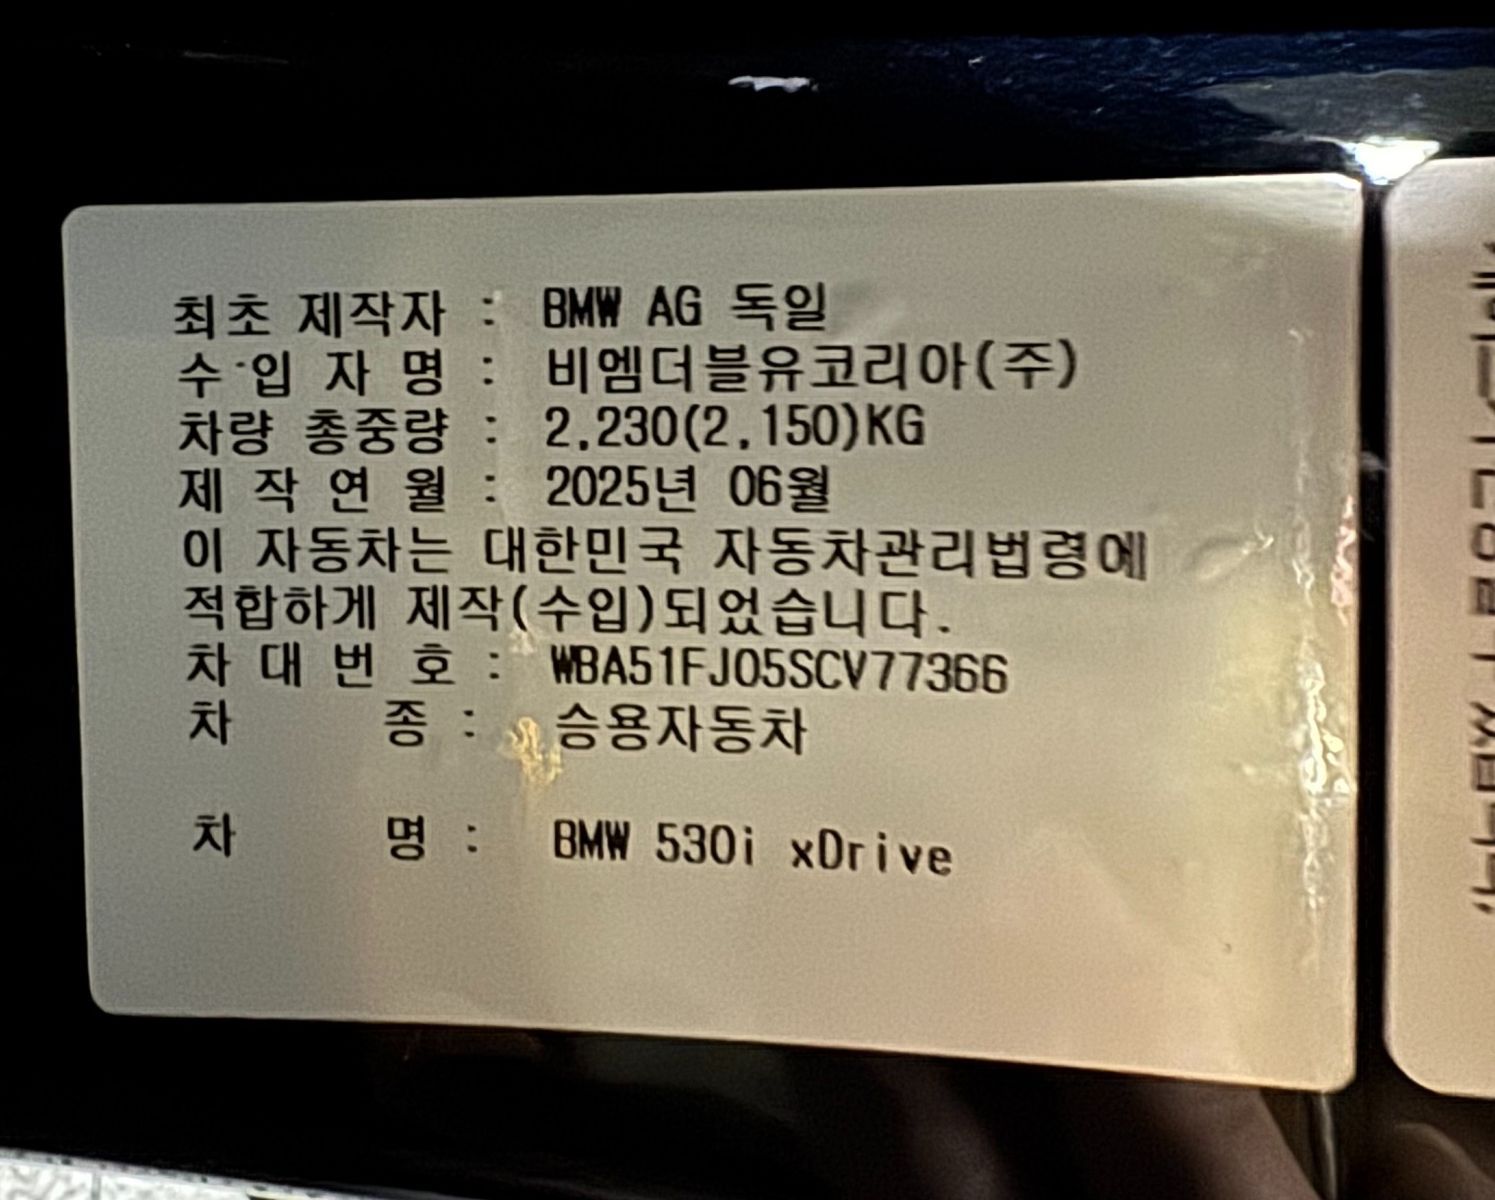 최초 제작자 : BMW AG 독일
수 입 자 명 : 비엠더블유코리아(주)
차량 총중량 : 2,230(2,150)KG
제 작 연 월 : 2025년 06월
이 자동차는 대한민국 자동차관리법령에
적합하게 제작(수입)되었습니다.
차 대 번 호 : WBA51FJ05SCV77366
차 종 : 승용자동차
차 명 : BMW 530i xDrive